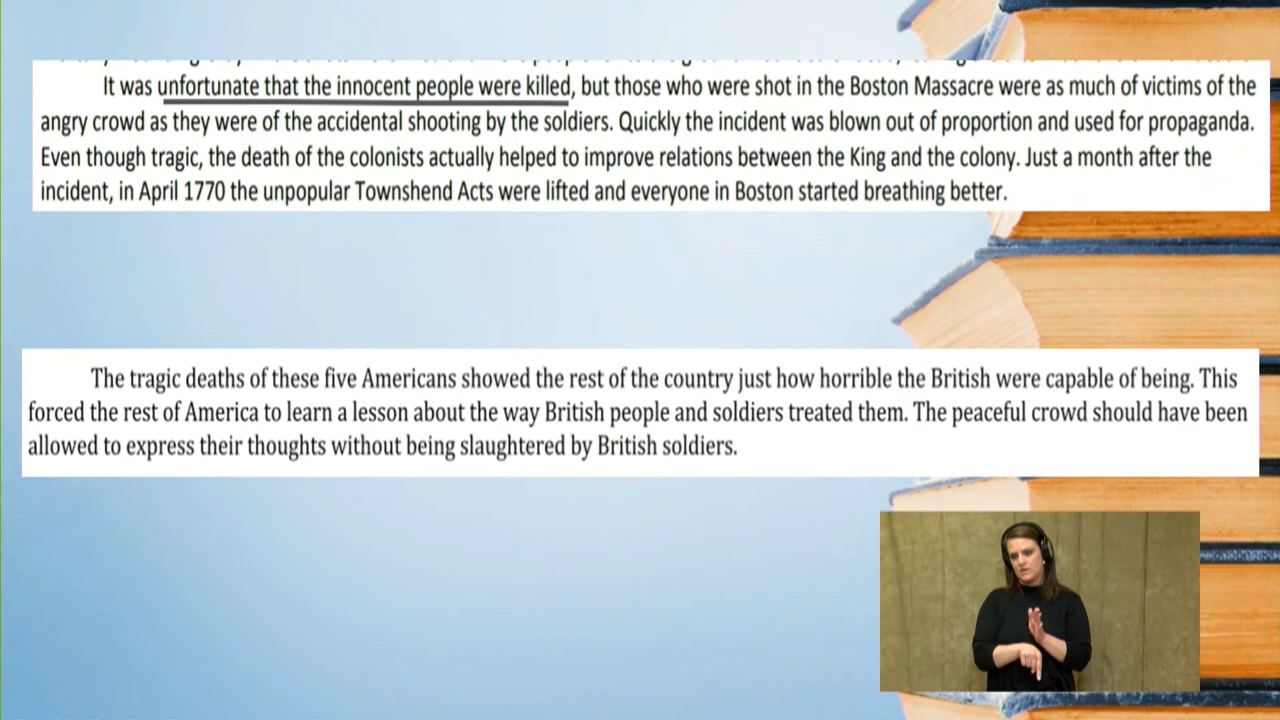 It was unfortunate that the innocent people were killed, but those who were shot in the Boston Massacre were as much of victims of the
angry crowd as they were of the accidental shooting by the soldiers. Quickly the incident was blown out of proportion and used for propaganda.
Even though tragic, the death of the colonists actually helped to improve relations between the King and the colony. Just a month after the
incident, in April 1770 the unpopular Townshend Acts were lifted and everyone in Boston started breathing better.
The tragic deaths of these five Americans showed the rest of the country just how horrible the British were capable of being. This
forced the rest of America to learn a lesson about the way British people and soldiers treated them. The peaceful crowd should have been
allowed to express their thoughts without being slaughtered by British soldiers.